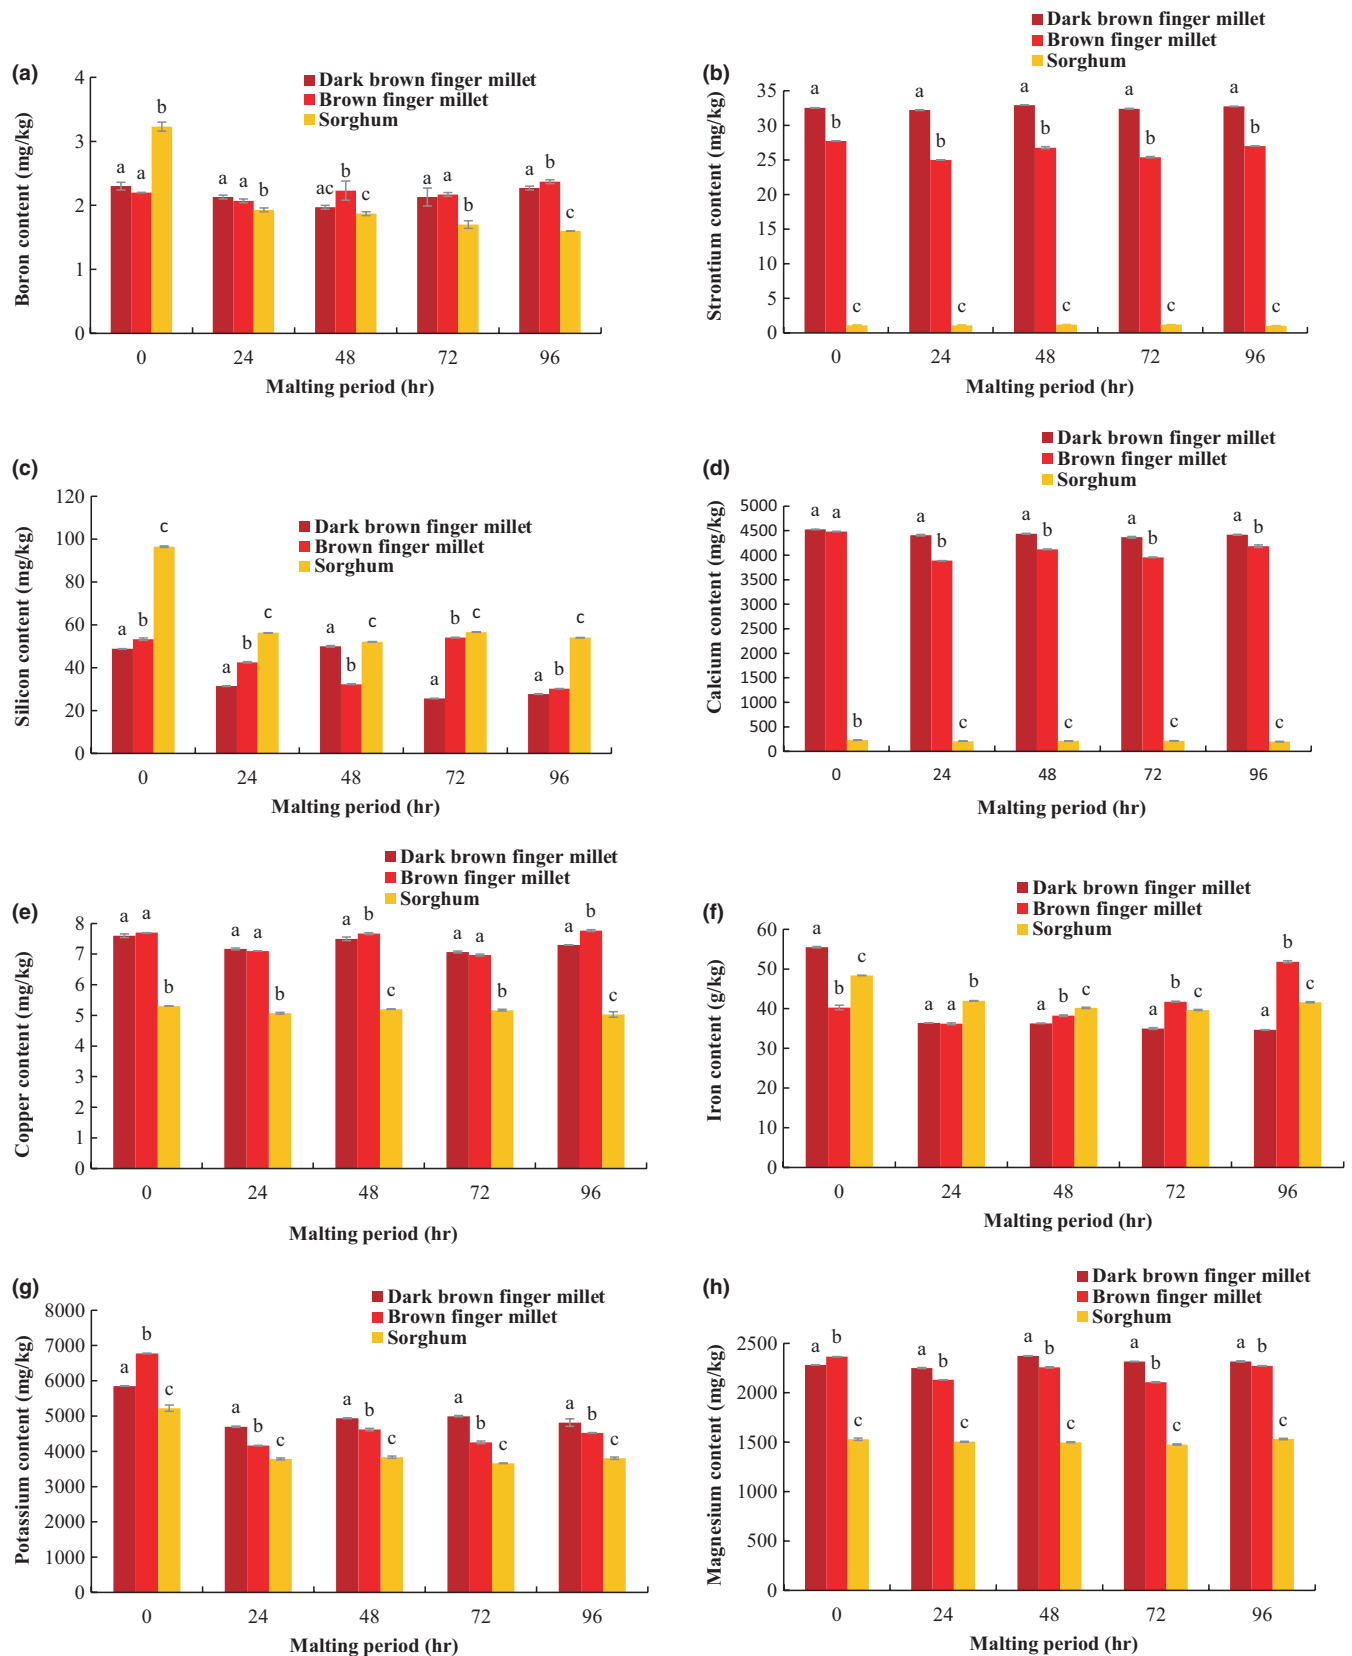 (a)
Dark brown finger millet
Brown finger millet
Sorghum
Boron content (mg/kg)
4
3
2
1
0
a a b
a a b
ac b c
a a b
a b c
0 24 48 72 96
Malting period (hr)
(b)
Dark brown finger millet
Brown finger millet
Sorghum
Strontium content (mg/kg)
35
30
25
20
15
10
5
0
a b c
a b c
a b c
a b c
a b c
0 24 48 72 96
Malting period (hr)
(c)
Dark brown finger millet
Brown finger millet
Sorghum
Silicon content (mg/kg)
120
100
80
60
40
20
0
a b c
a b c
a b c
a b c
a b c
0 24 48 72 96
Malting period (hr)
(d)
Dark brown finger millet
Brown finger millet
Sorghum
Calcium content (mg/kg)
5000
4500
4000
3500
3000
2500
2000
1500
1000
500
0
a a b
a b c
a b c
a b c
a b c
0 24 48 72 96
Malting period (hr)
(e)
Dark brown finger millet
Brown finger millet
Sorghum
Copper content (mg/kg)
8
7
6
5
4
3
2
1
0
a a b
a a b
a b c
a a b
a b c
0 24 48 72 96
Malting period (hr)
(f)
Dark brown finger millet
Brown finger millet
Sorghum
Iron content (g/kg)
60
50
40
30
20
10
0
a b c
a a b
a b c
a b c
a b c
0 24 48 72 96
Malting period (hr)
(g)
Dark brown finger millet
Brown finger millet
Sorghum
Potassium content (mg/kg)
8000
7000
6000
5000
4000
3000
2000
1000
0
a b c
a b c
a b c
a b c
a b c
0 24 48 72 96
Malting period (hr)
(h)
Dark brown finger millet
Brown finger millet
Sorghum
Magnesium content (mg/kg)
2500
2000
1500
1000
500
0
a b c
a b c
a b c
a b c
a b c
0 24 48 72 96
Malting period (hr)